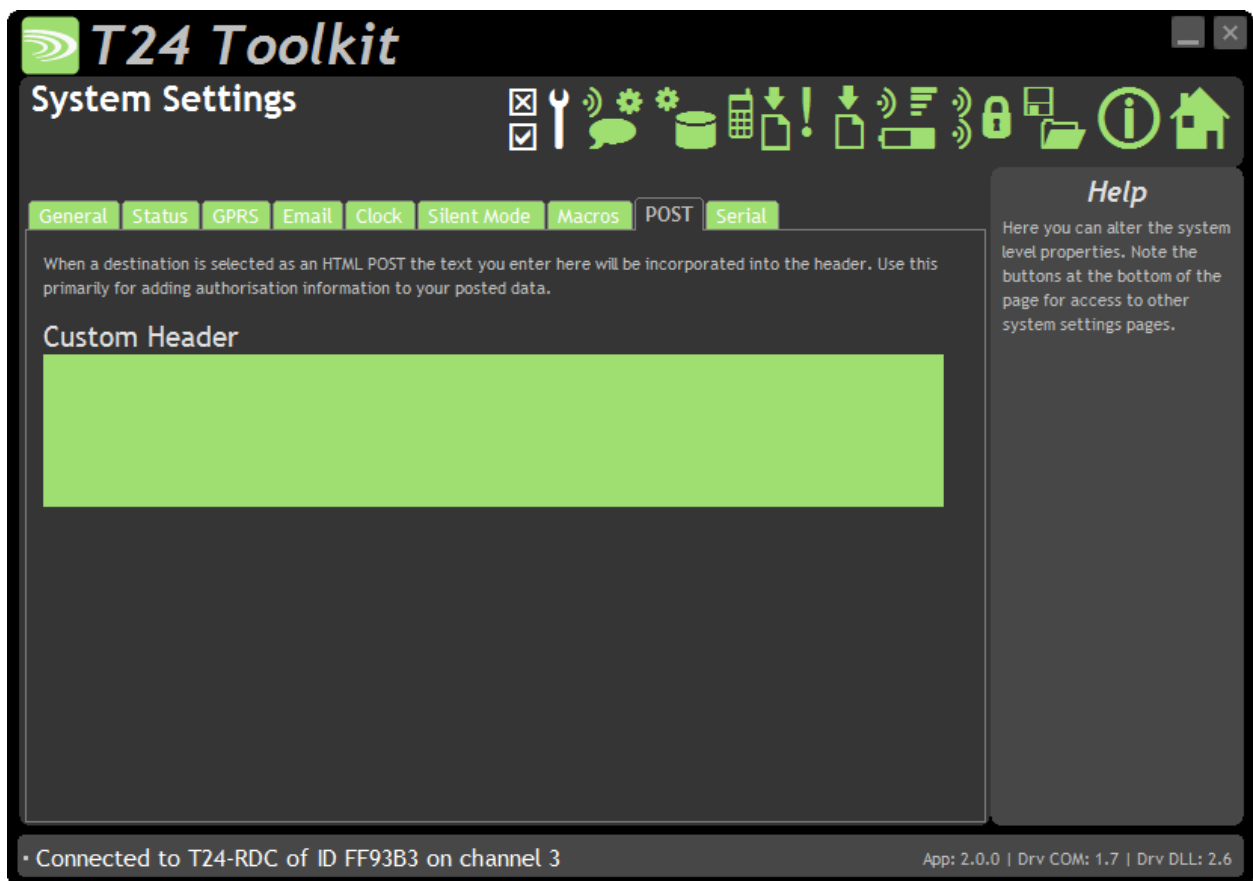 T24 Toolkit
System Settings
General Status GPRS Email Clock Silent Mode Macros POST Serial
When a destination is selected as an HTML POST the text you enter here will be incorporated into the header. Use this
primarily for adding authorisation information to your posted data.
Custom Header
Help
Here you can alter the system
level properties. Note the
buttons at the bottom of the
page for access to other
system settings pages.
Connected to T24-RDC of ID FF93B3 on channel 3
App: 2.0.0 | Drv COM: 1.7 | Drv DLL: 2.6